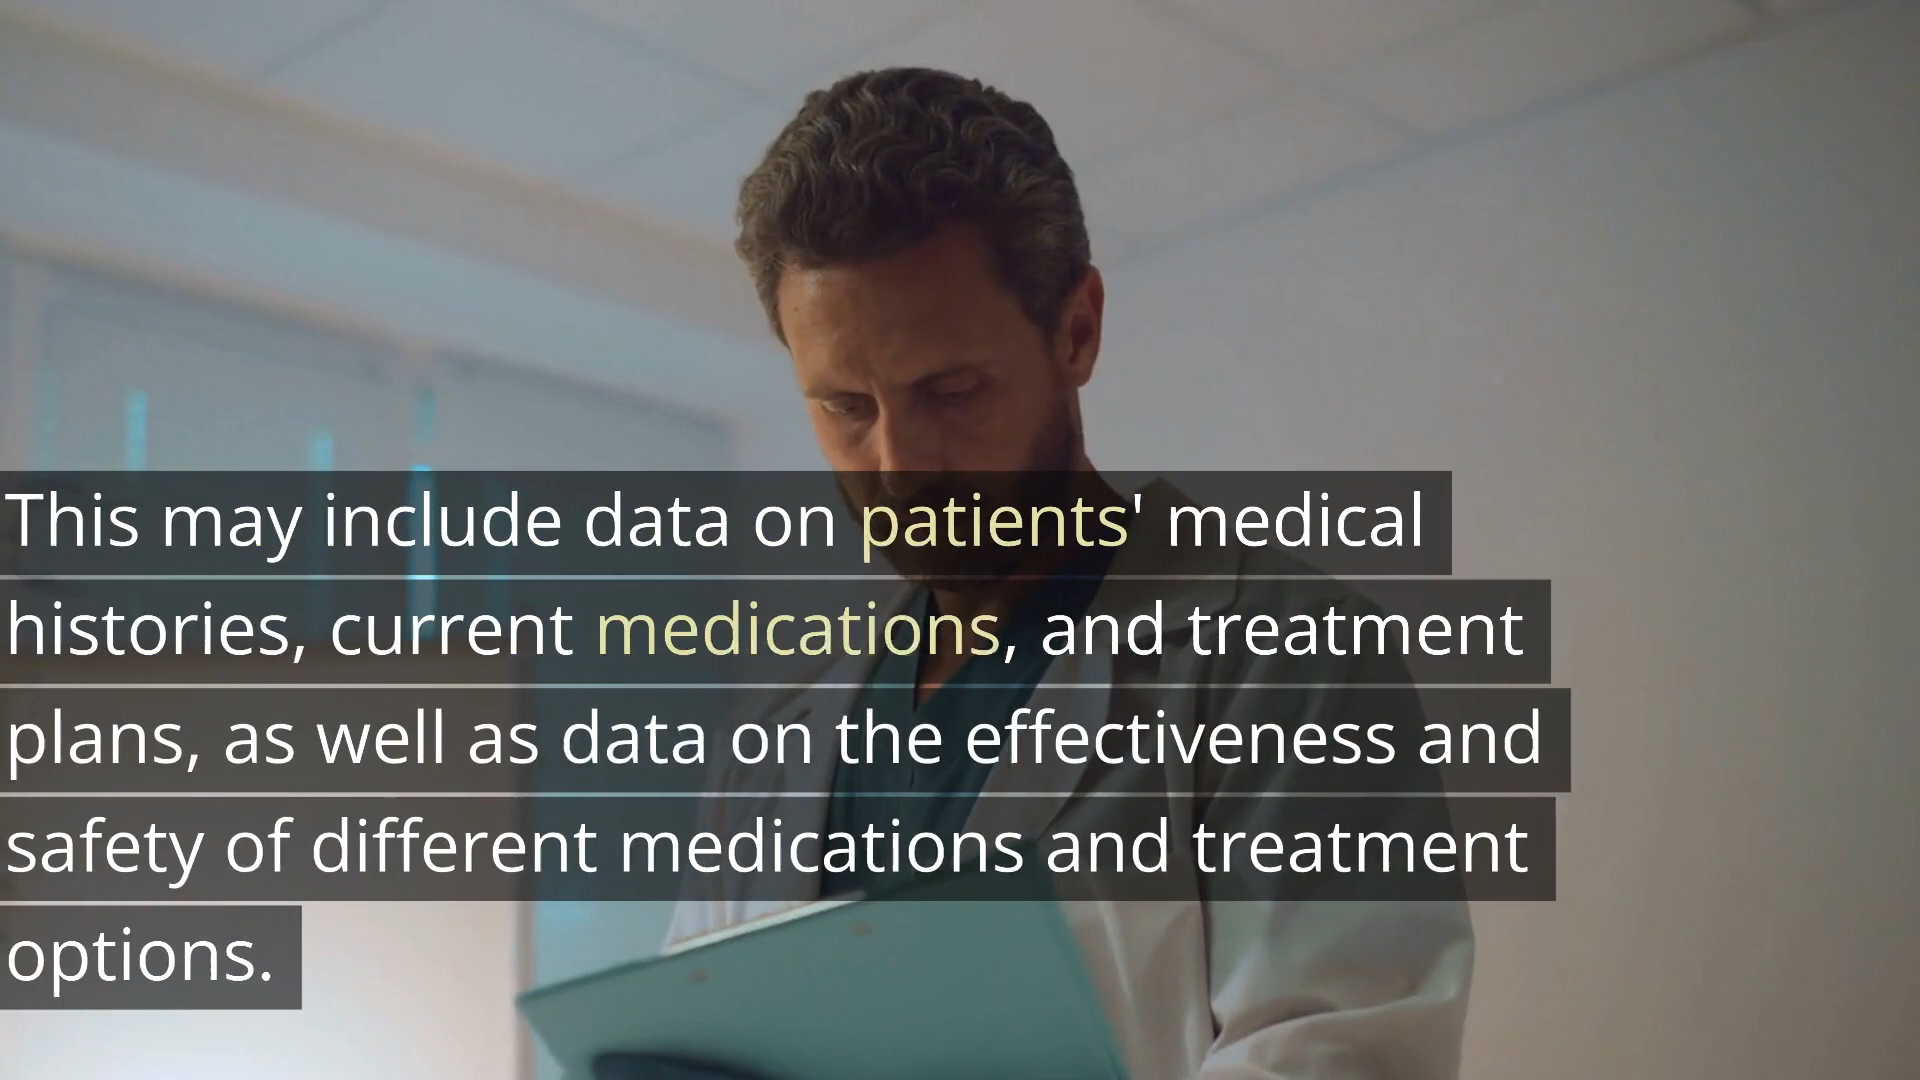 This may include data on patients' medical
histories, current medications, and treatment
plans, as well as data on the effectiveness and
safety of different medications and treatment
options.